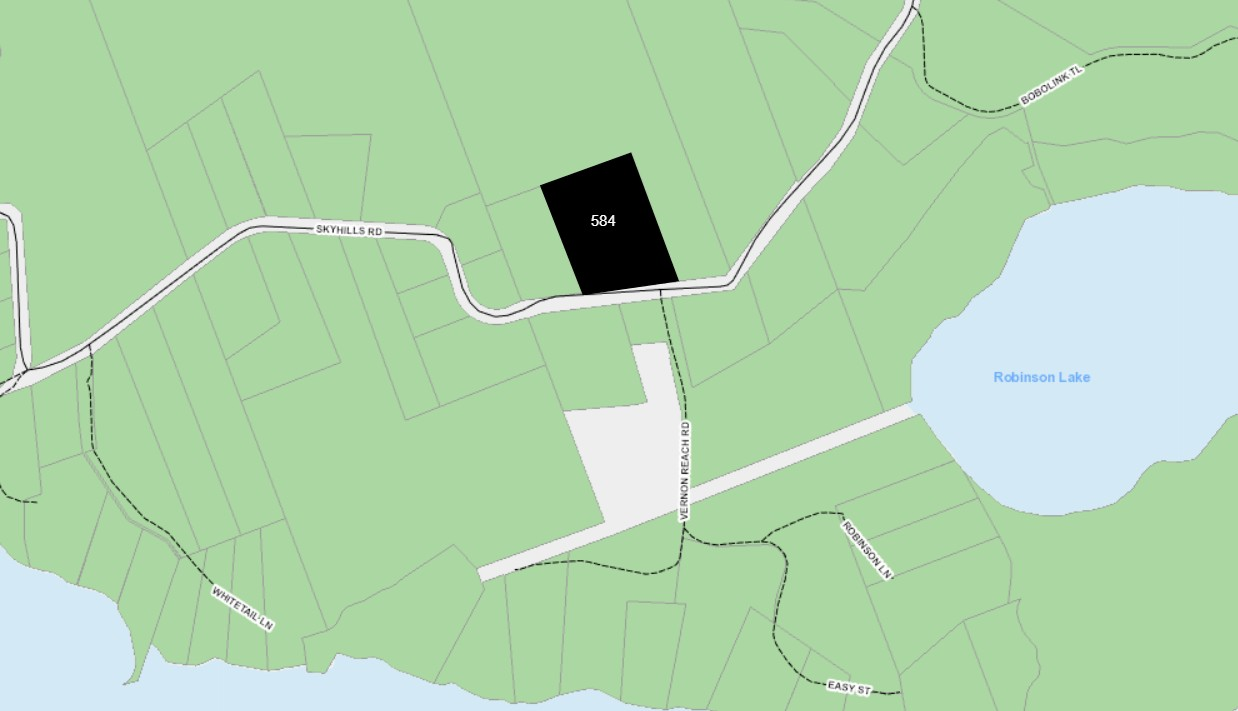 BOBOLINK TL
584
SKYHILLS RD
Robinson Lake
VERNON REACH RD
ROBINSON LN
WHITETAIL LN
EASY ST